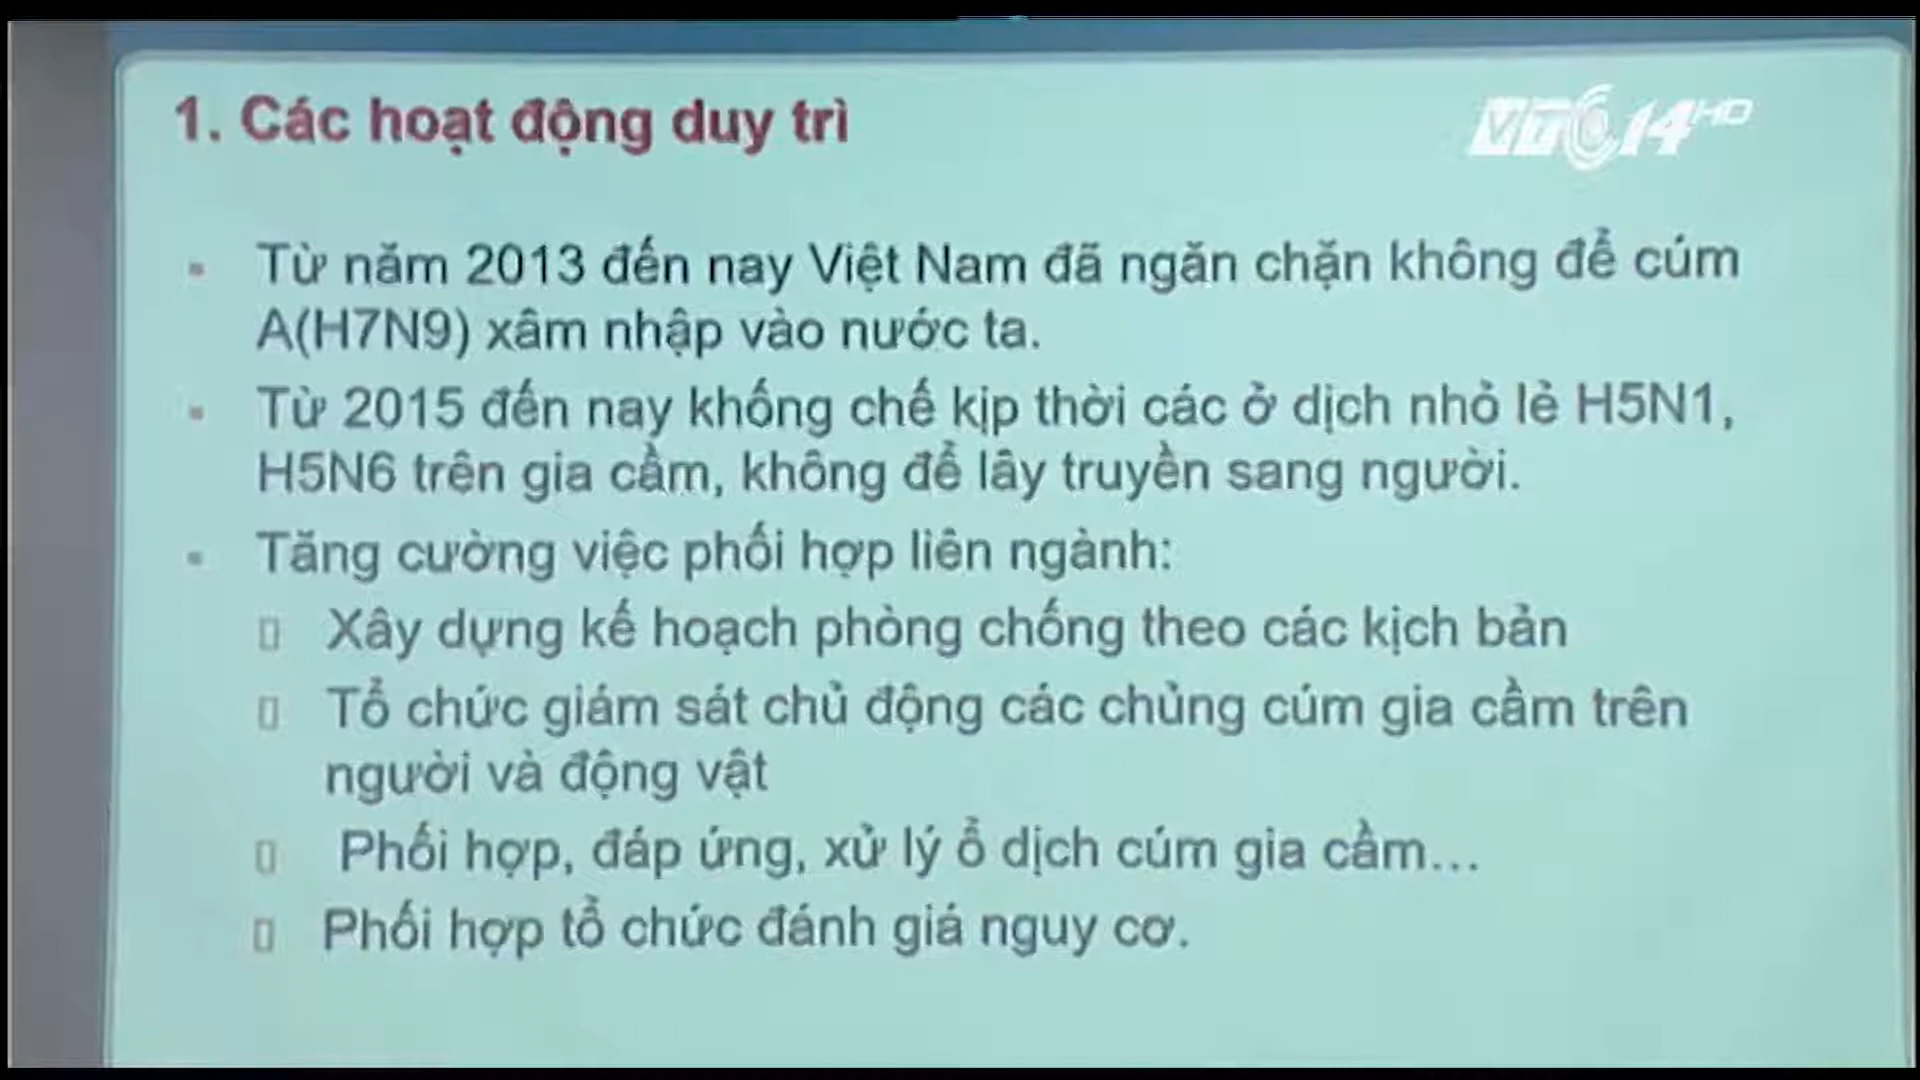 1. Các hoạt động duy trì
VTC14HD
Từ năm 2013 đến nay Việt Nam đã ngăn chặn không để cúm
A(H7N9) xâm nhập vào nước ta.
Từ 2015 đến nay khống chế kịp thời các ở dịch nhỏ lẻ H5N1,
H5N6 trên gia cầm, không để lây truyền sang người.
Tăng cường việc phối hợp liên ngành:
Xây dựng kế hoạch phòng chống theo các kịch bản
Tổ chức giám sát chủ động các chủng cúm gia cầm trên
người và động vật
Phối hợp, đáp ứng, xử lý ổ dịch cúm gia cầm...
Phối hợp tổ chức đánh giá nguy cơ.